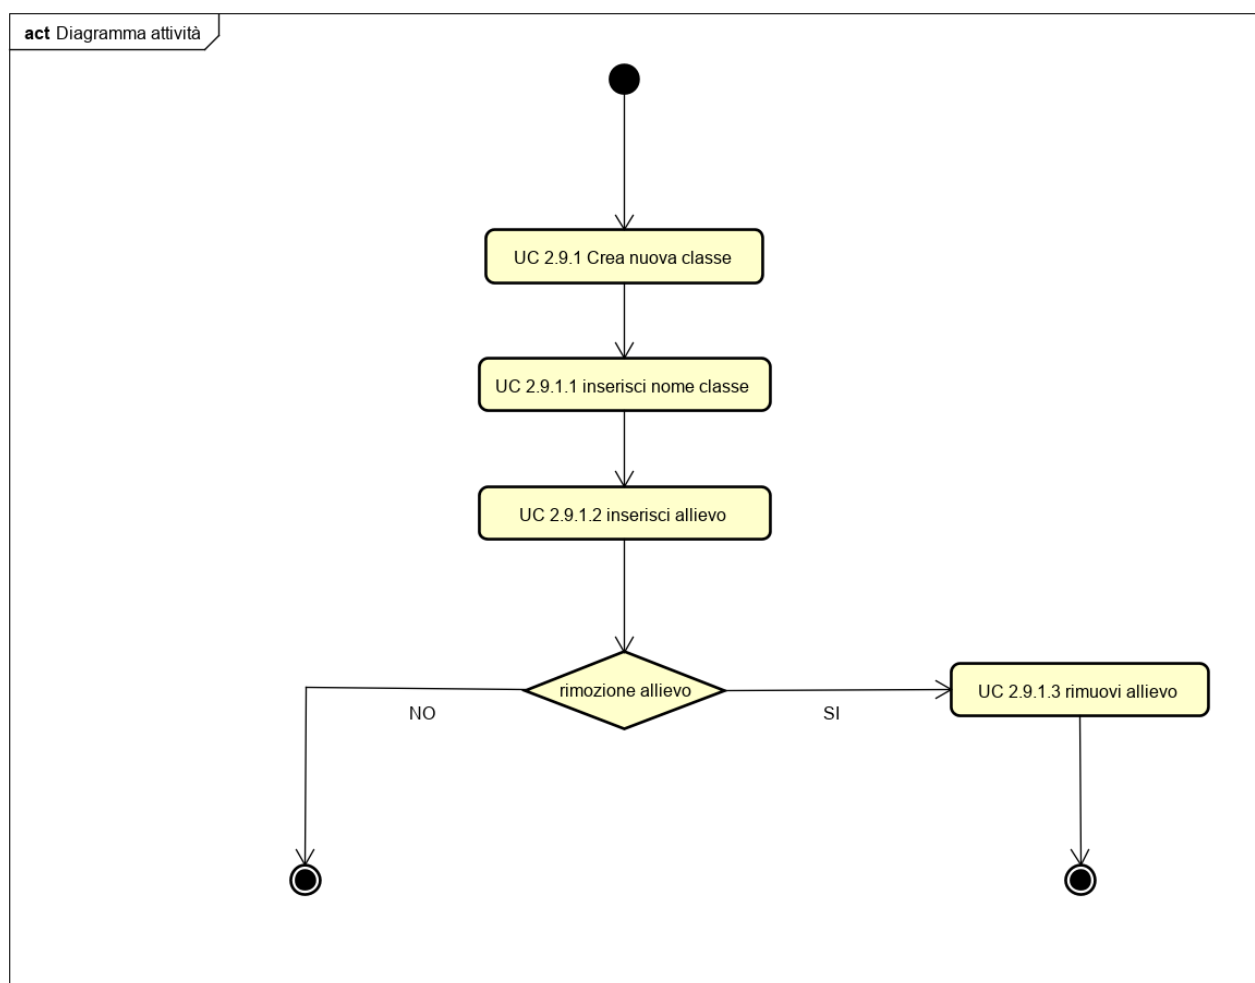 act Diagramma attività
UC 2.9.1 Crea nuova classe
UC 2.9.1.1 inserisci nome classe
UC 2.9.1.2 inserisci allievo
rimozione allievo
NO
SI
UC 2.9.1.3 rimuovi allievo